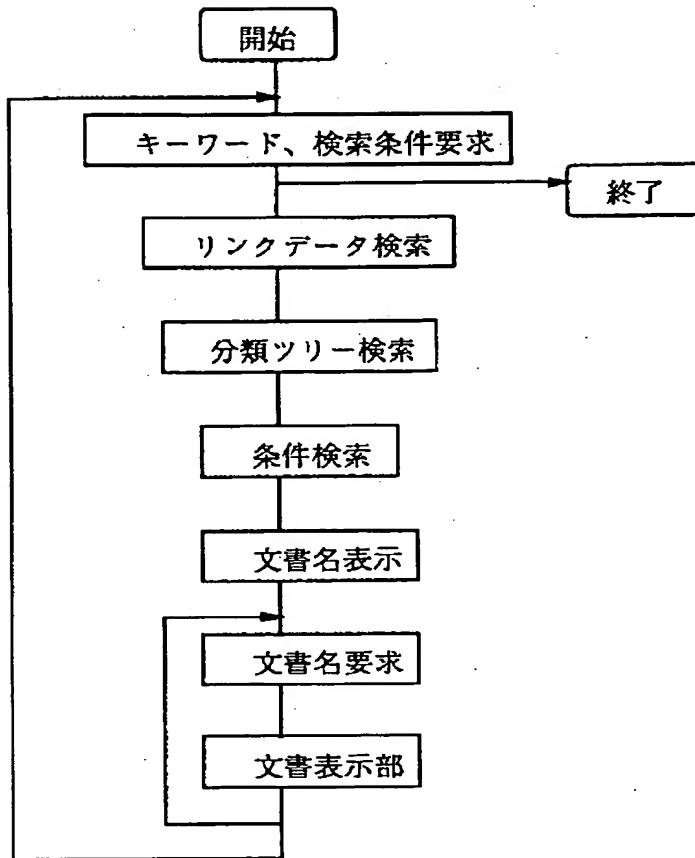 開始
キーワード、検索条件要求
終了
リンクデータ検索
分類ツリー検索
条件検索
文書名表示
文書名要求
文書表示部